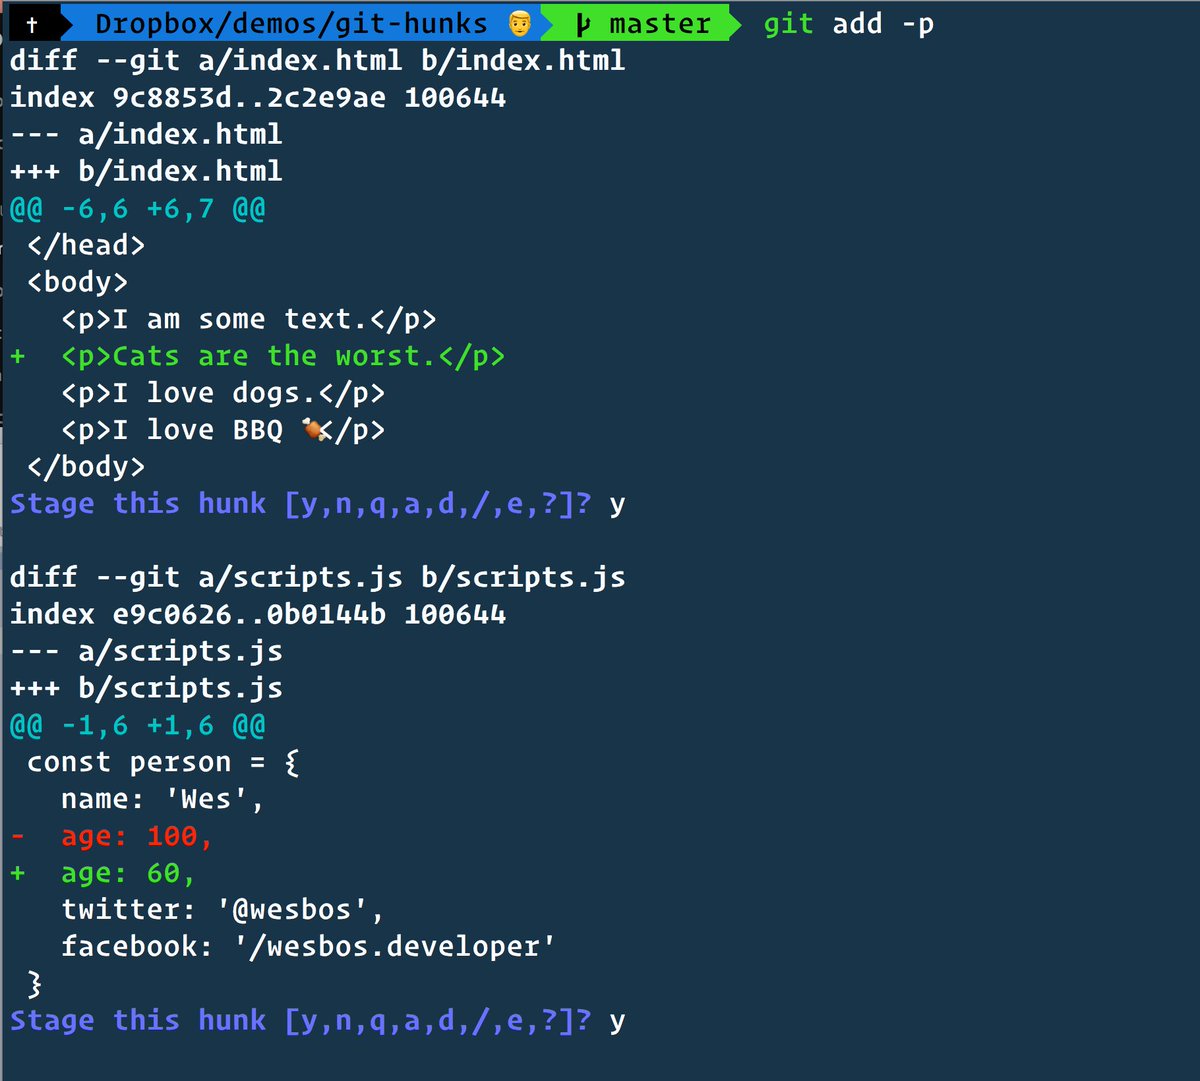 † Dropbox/demos/git-hunks 👨 master git add -p
diff --git a/index.html b/index.html
index 9c8853d..2c2e9ae 100644
--- a/index.html
+++ b/index.html
@@ -6,6 +6,7 @@
 </head>
 <body>
   <p>I am some text.</p>
+  <p>Cats are the worst.</p>
   <p>I love dogs.</p>
   <p>I love BBQ 🍖</p>
 </body>
Stage this hunk [y,n,q,a,d,/,e,?]? y

diff --git a/scripts.js b/scripts.js
index e9c0626..0b0144b 100644
--- a/scripts.js
+++ b/scripts.js
@@ -1,6 +1,6 @@
 const person = {
   name: 'Wes',
-  age: 100,
+  age: 60,
   twitter: '@wesbos',
   facebook: '/wesbos.developer'
 }
Stage this hunk [y,n,q,a,d,/,e,?]? y